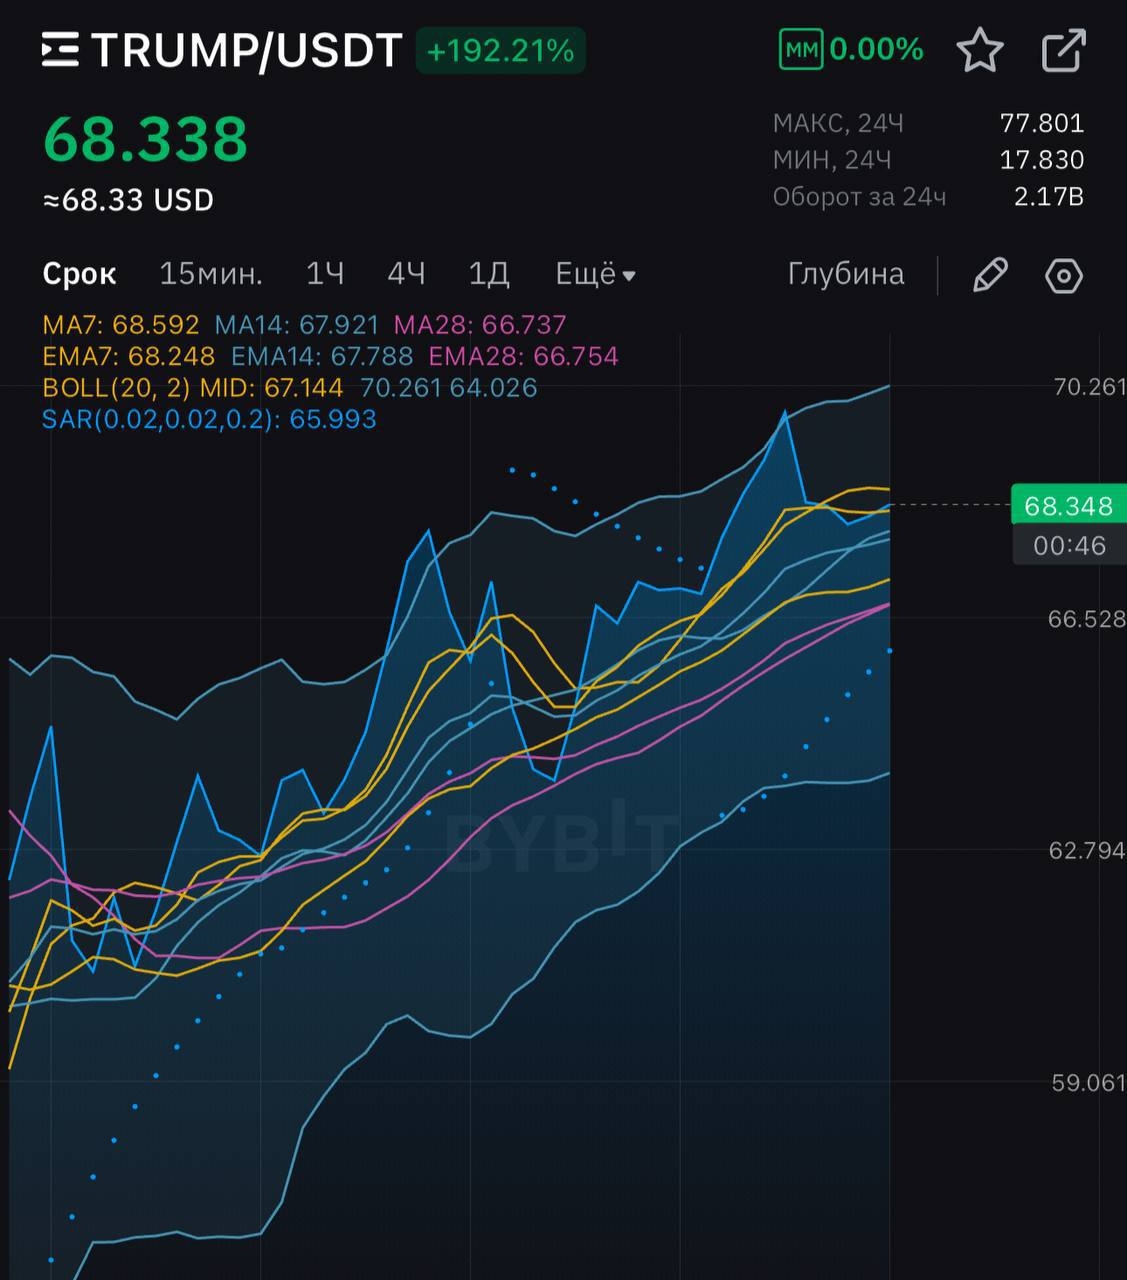 TRUMP/USDT +192.21% MM 0.00%
68.338
≈68.33 USD
МАКС, 24Ч 77.801
МИН, 24Ч 17.830
Оборот за 24ч 2.17B
Срок 15мин. 1Ч 4Ч 1Д Ещё Глубина
MA7: 68.592 MA14: 67.921 MA28: 66.737
EMA7: 68.248 EMA14: 67.788 EMA28: 66.754
BOLL(20, 2) MID: 67.144 70.261 64.026
SAR(0.02,0.02,0.2): 65.993
70.261
68.348
00:46
66.528
BYBIT
62.794
59.061